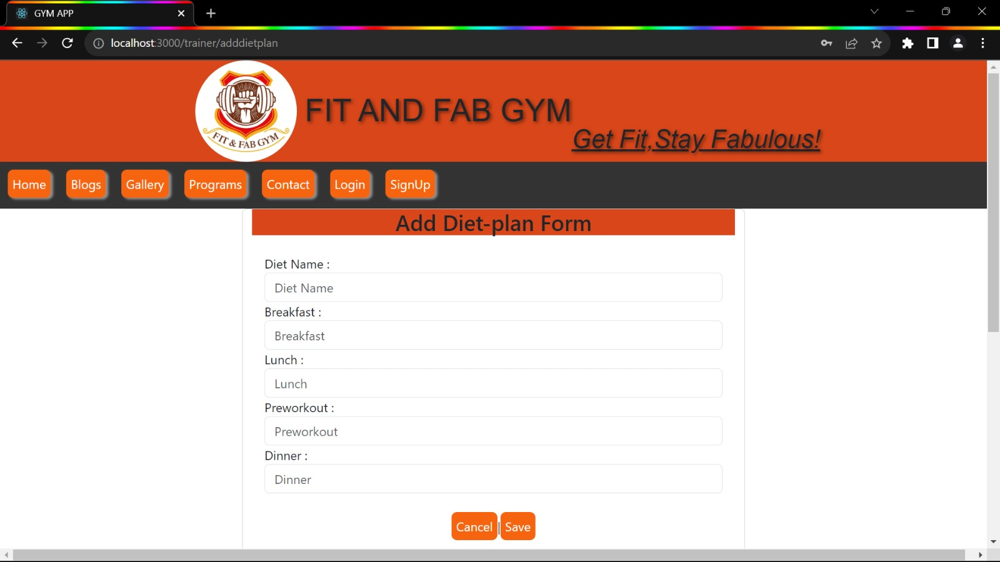 GYM APP
localhost:3000/trainer/adddietplan
FIT & FAB GYM
FIT AND FAB GYM
Get Fit,Stay Fabulous!
Home Blogs Gallery Programs Contact Login SignUp
Add Diet-plan Form
Diet Name :
Diet Name
Breakfast :
Breakfast
Lunch :
Lunch
Preworkout :
Preworkout
Dinner :
Dinner
Cancel | Save